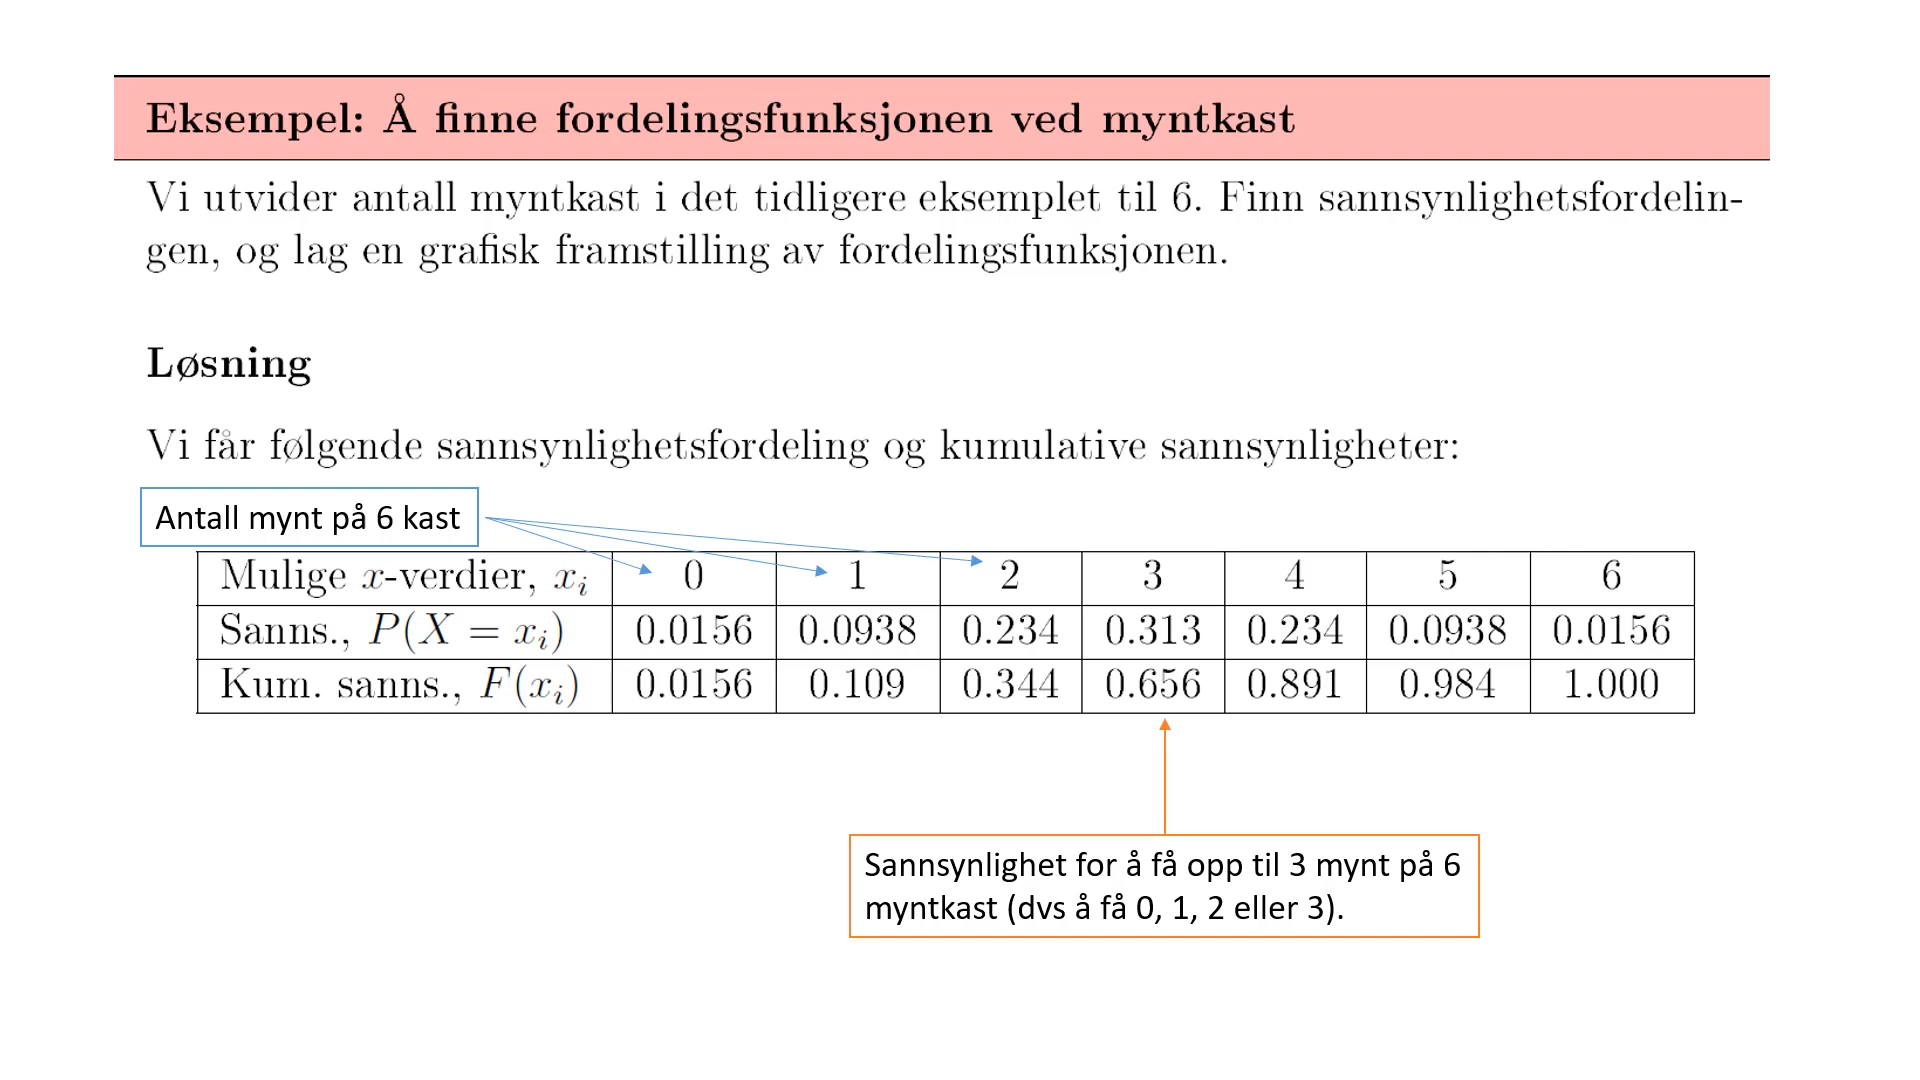 Eksempel: Å finne fordelingsfunksjonen ved myntkast
Vi utvider antall myntkast i det tidligere eksemplet til 6. Finn sannsynlighetsfordelin-
gen, og lag en grafisk framstilling av fordelingsfunksjonen.
Løsning
Vi får følgende sannsynlighetsfordeling og kumulative sannsynligheter:
Antall mynt på 6 kast
Mulige x-verdier, xᵢ 0 1 2 3 4 5 6
Sanns., P(X = xᵢ) 0.0156 0.0938 0.234 0.313 0.234 0.0938 0.0156
Kum. sanns., F(xᵢ) 0.0156 0.109 0.344 0.656 0.891 0.984 1.000
Sannsynlighet for å få opp til 3 mynt på 6
myntkast (dvs å få 0, 1, 2 eller 3).